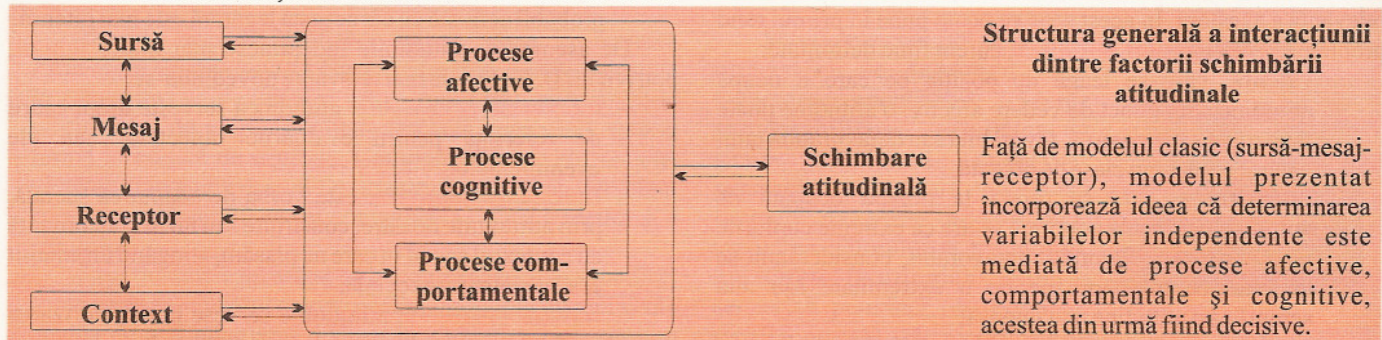 Sursă
Mesaj
Receptor
Context
Procese
afective
Procese
cognitive
Procese com-
portamentale
Schimbare
atitudinală
Structura generală a interacțiunii
dintre factorii schimbării
atitudinale
Față de modelul clasic (sursă-mesaj-
receptor), modelul prezentat
încorporează ideea că determinarea
variabilelor independente este
mediată de procese afective,
comportamentale și cognitive,
acestea din urmă fiind decisive.